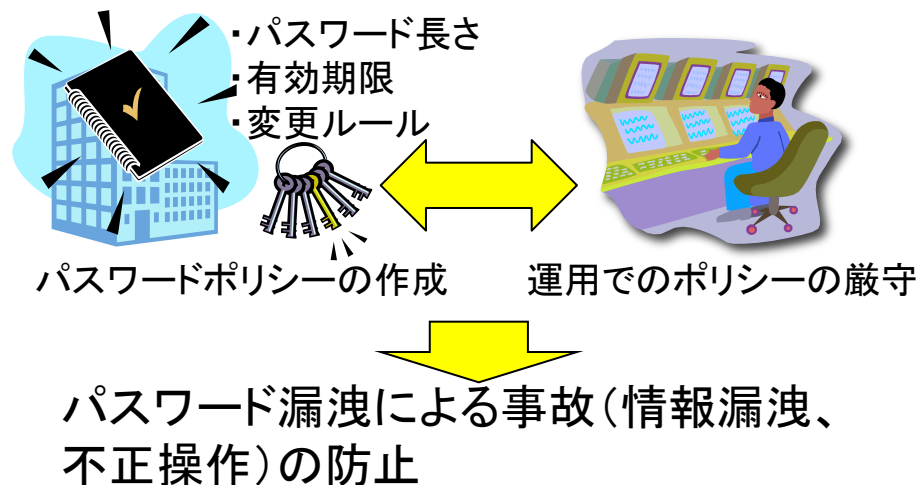 ・パスワード長さ
・有効期限
・変更ルール
パスワードポリシーの作成
運用でのポリシーの厳守
パスワード漏洩による事故(情報漏洩、
不正操作)の防止